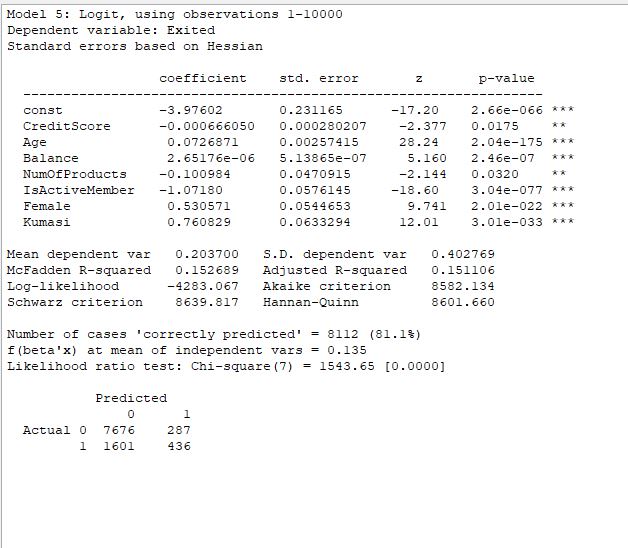 Model 5: Logit, using observations 1-10000
Dependent variable: Exited
Standard errors based on Hessian
coefficient std. error z p-value
---------------------------------------------------------------
const -3.97602 0.231165 -17.20 2.66e-066 ***
CreditScore -0.000666050 0.000280207 -2.377 0.0175 **
Age 0.0726871 0.00257415 28.24 2.04e-175 ***
Balance 2.65176e-06 5.13865e-07 5.160 2.46e-07 ***
NumOfProducts -0.100984 0.0470915 -2.144 0.0320 **
IsActiveMember -1.07180 0.0576145 -18.60 3.04e-077 ***
Female 0.530571 0.0544653 9.741 2.01e-022 ***
Kumasi 0.760829 0.0633294 12.01 3.01e-033 ***
Mean dependent var 0.203700 S.D. dependent var 0.402769
McFadden R-squared 0.152689 Adjusted R-squared 0.151106
Log-likelihood -4283.067 Akaike criterion 8582.134
Schwarz criterion 8639.817 Hannan-Quinn 8601.660
Number of cases 'correctly predicted' = 8112 (81.1%)
f(beta'x) at mean of independent vars = 0.135
Likelihood ratio test: Chi-square(7) = 1543.65 [0.0000]
Predicted
0 1
Actual 0 7676 287
1 1601 436